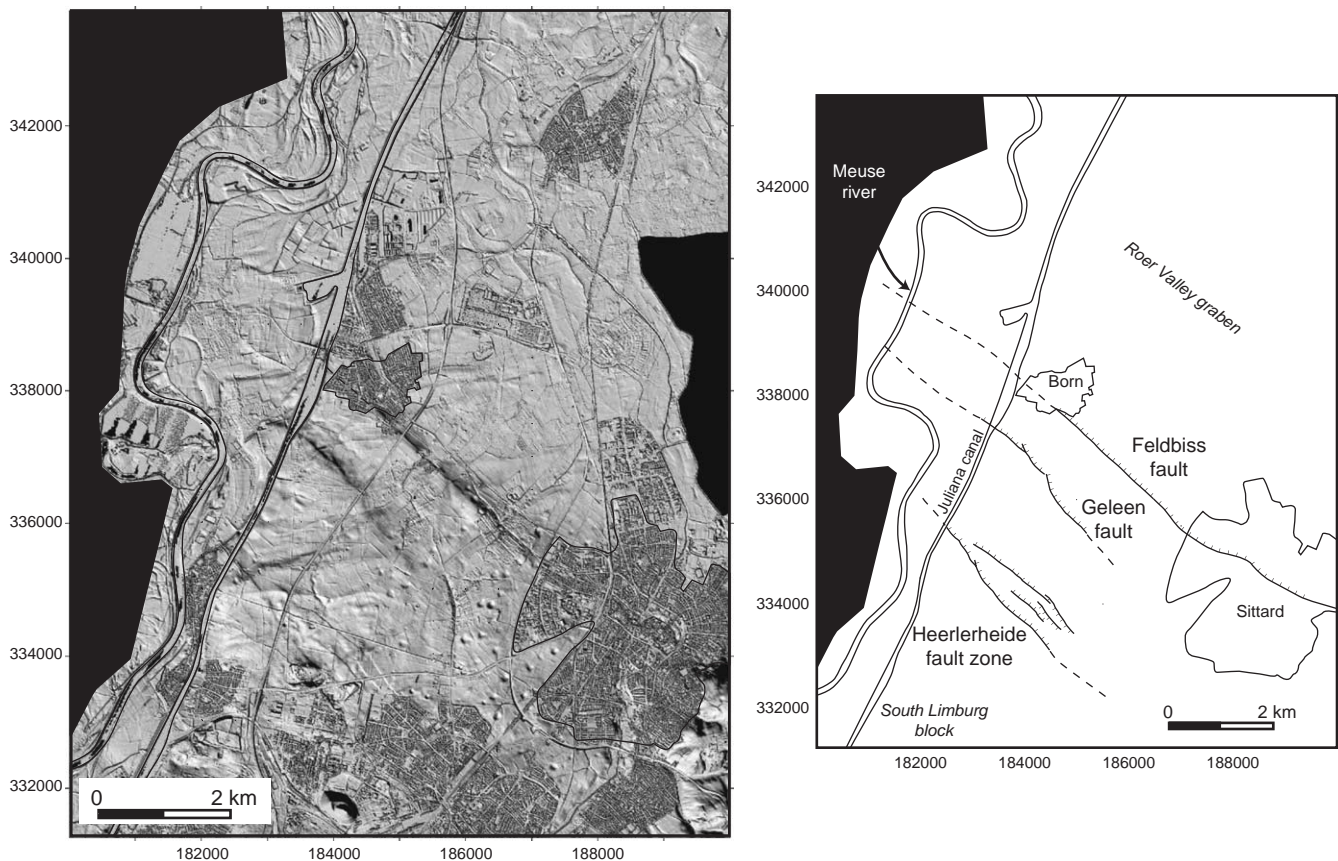 342000
340000
338000
336000
334000
332000
0 2 km
182000
184000
186000
188000
342000
340000
338000
336000
334000
332000
Meuse
river
Roer Valley
graben
Born
Feldbiss
fault
Juliana canal
Geleen
fault
Sittard
Heerlerheide
fault zone
South Limburg
block
0 2 km
182000
184000
186000
188000